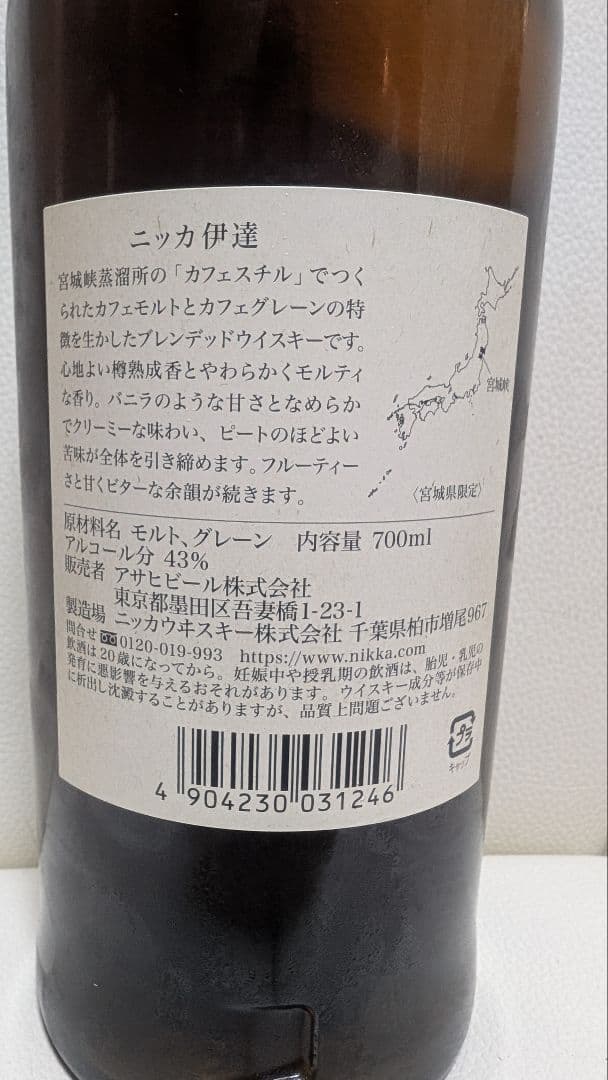 ニッカ伊達
宮城峡蒸溜所の「カフェスチル」でつく
られたカフェモルトとカフェグレーンの特
徴を生かしたブレンデッドウイスキーです。
心地よい樽熟成香とやわらかくモルティ
な香り。バニラのような甘さとなめらか
でクリーミーな味わい、ピートのほどよい
苦味が全体を引き締めます。フルーティー
さと甘くビターな余韻が続きます。
宮城峡
〈宮城県限定〉
原材料名 モルト、グレーン 内容量 700ml
アルコール分 43%
販売者 アサヒビール株式会社
東京都墨田区吾妻橋1-23-1
製造場 ニッカウヰスキー株式会社 千葉県柏市増尾967
問合せ 0120-019-993 https://www.nikka.com
飲酒は20歳になってから。妊娠中や授乳期の飲酒は、胎児・乳児の
発育に悪影響を与えるおそれがあります。ウイスキー成分等が保存中
に析出し沈澱することがありますが、品質上問題ございません。
プラ
キャップ
4 904230 031246